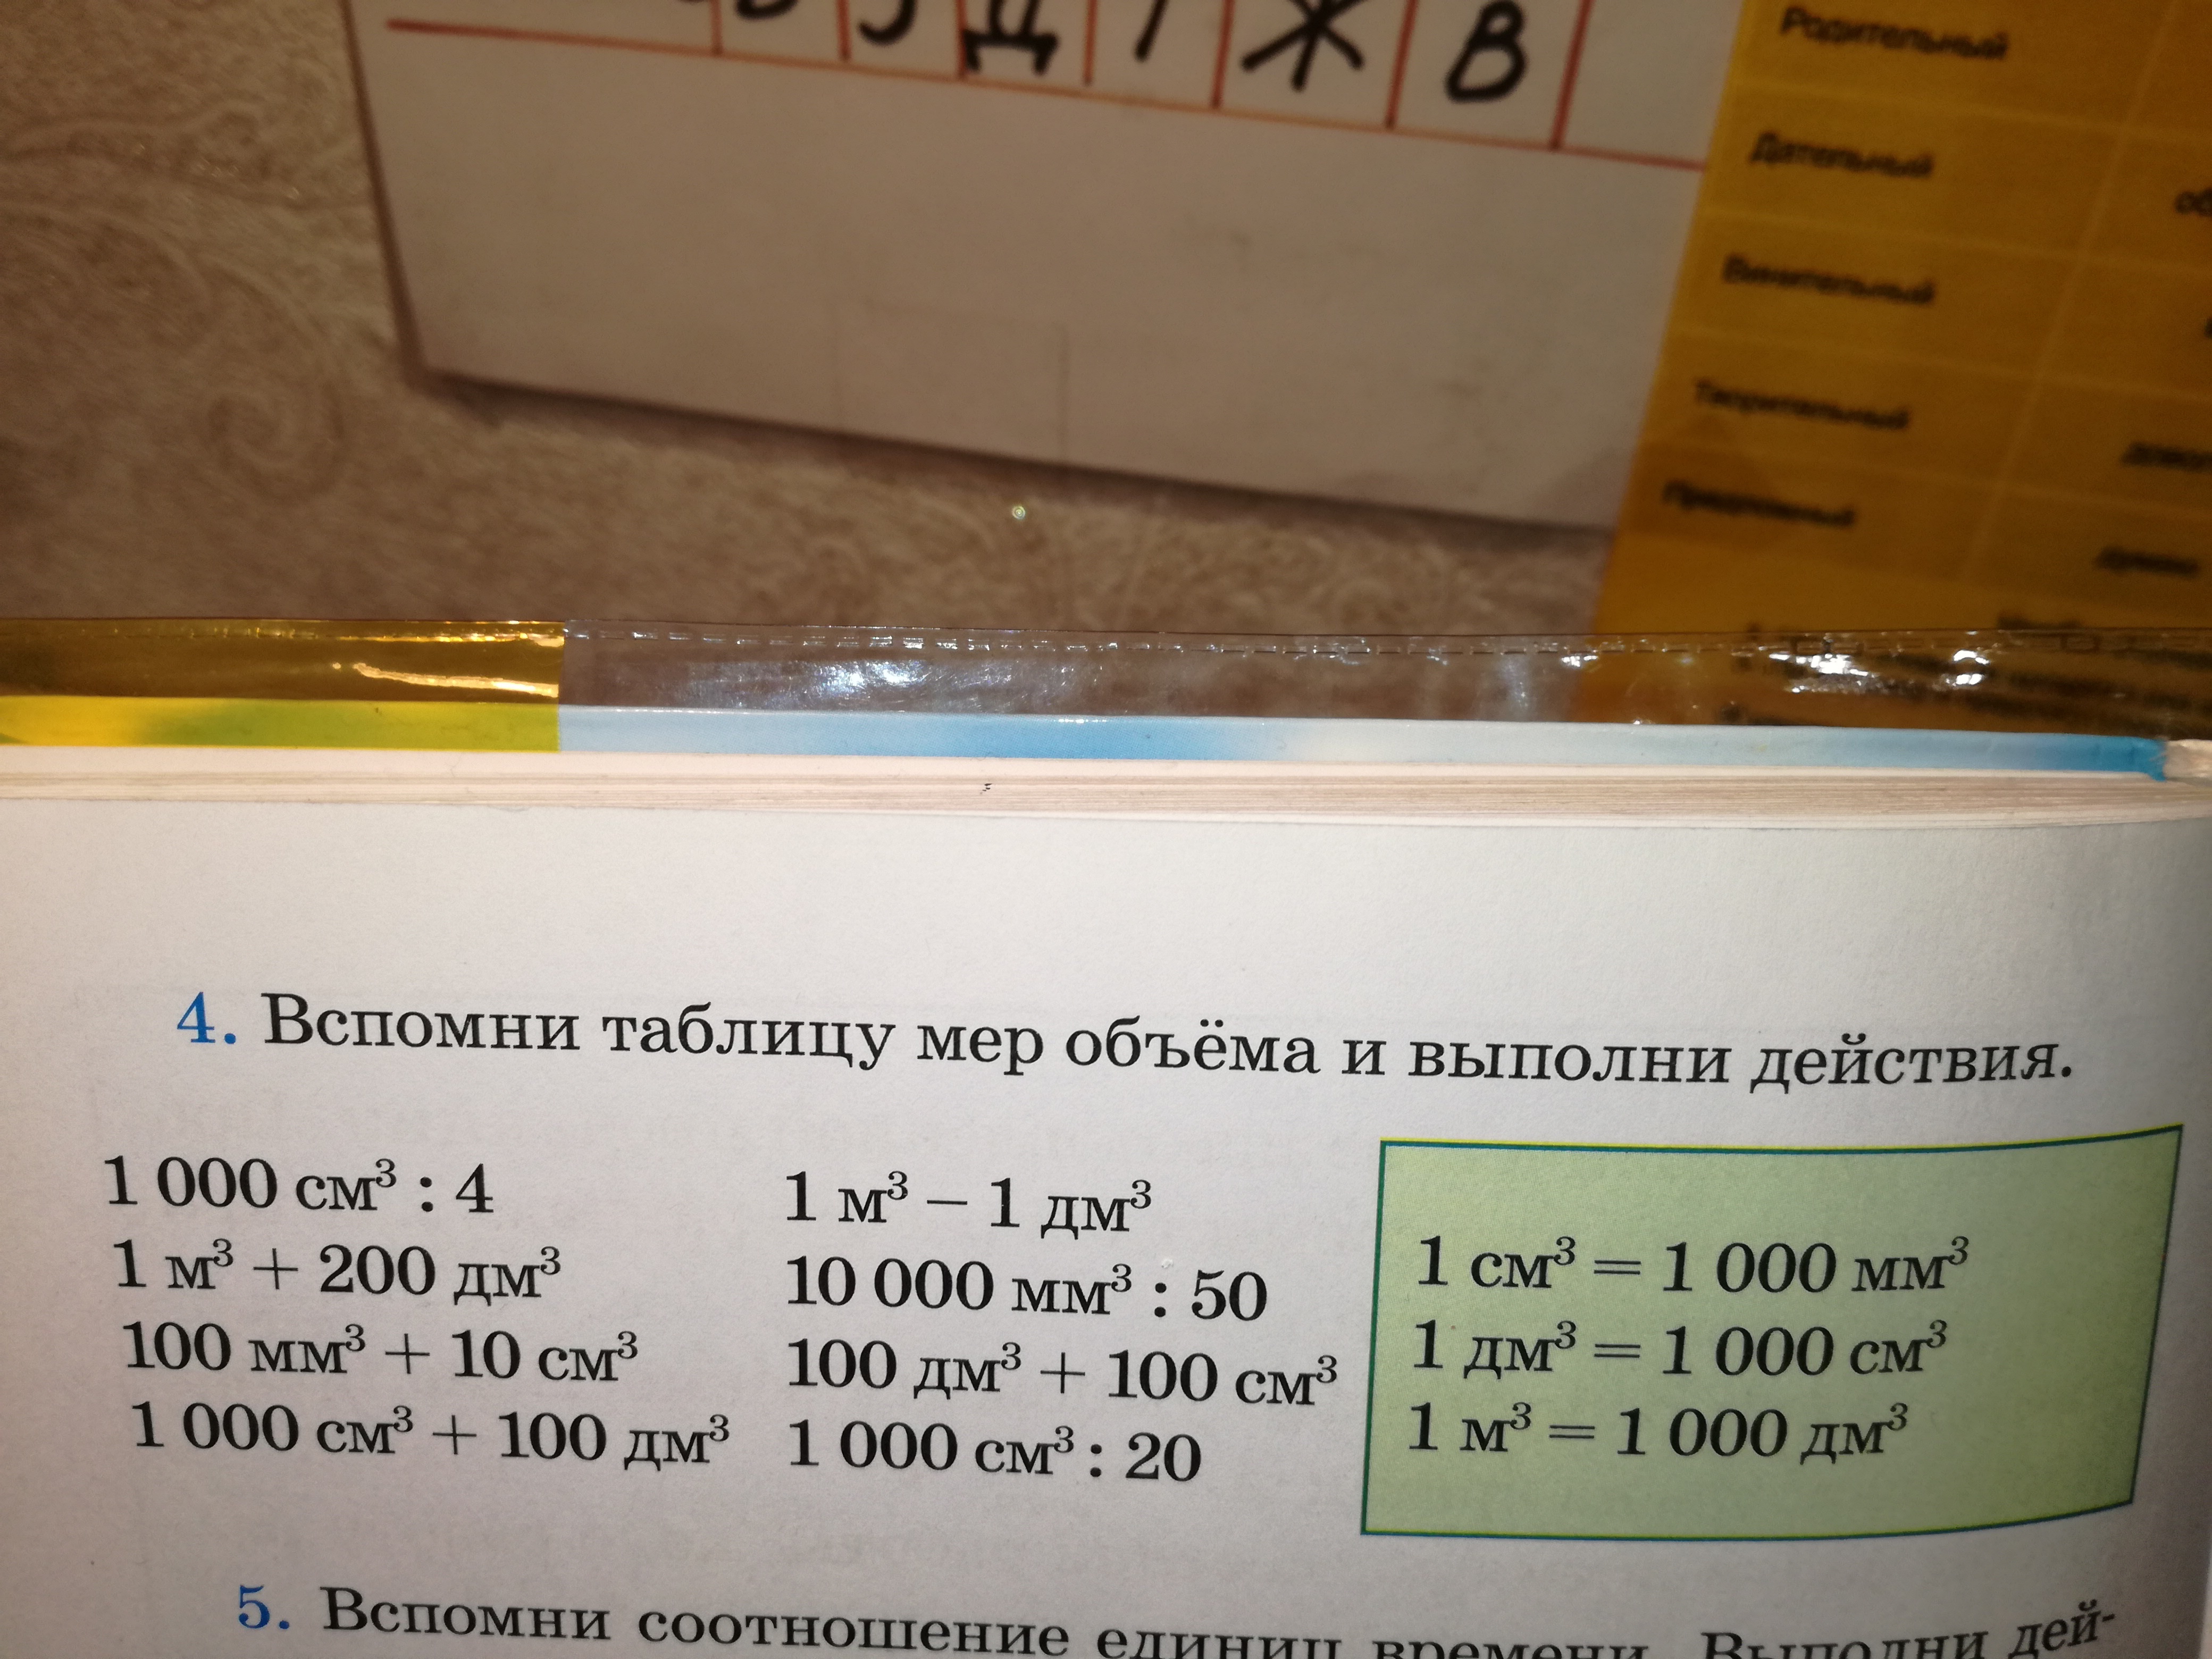 Д Г Ж В
Родительный
Дательный
Винительный
Творительный
Предложный
4. Вспомни таблицу мер объёма и выполни действия.
1 000 см³ : 4
1 м³ + 200 дм³
100 мм³ + 10 см³
1 000 см³ + 100 дм³
1 м³ – 1 дм³
10 000 мм³ : 50
100 дм³ + 100 см³
1 000 см³ : 20
1 см³ = 1 000 мм³
1 дм³ = 1 000 см³
1 м³ = 1 000 дм³
5. Вспомни соотношение единиц времени. Выполни дей-